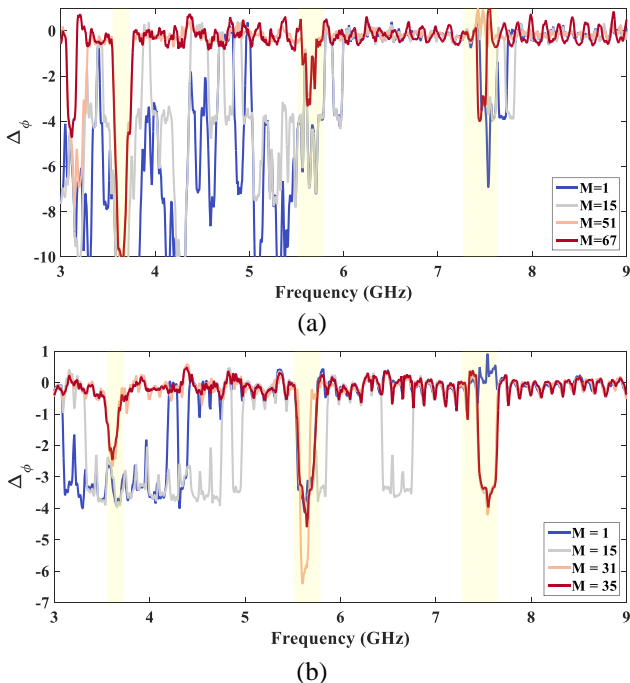 0
-2
-4
-6
-8
-10
Δϕ
M=1
M=15
M=51
M=67
3 4 5 6 7 8 9
Frequency (GHz)
(a)
1
0
-1
-2
-3
-4
-5
-6
-7
Δϕ
M = 1
M = 15
M = 31
M = 35
3 4 5 6 7 8 9
Frequency (GHz)
(b)